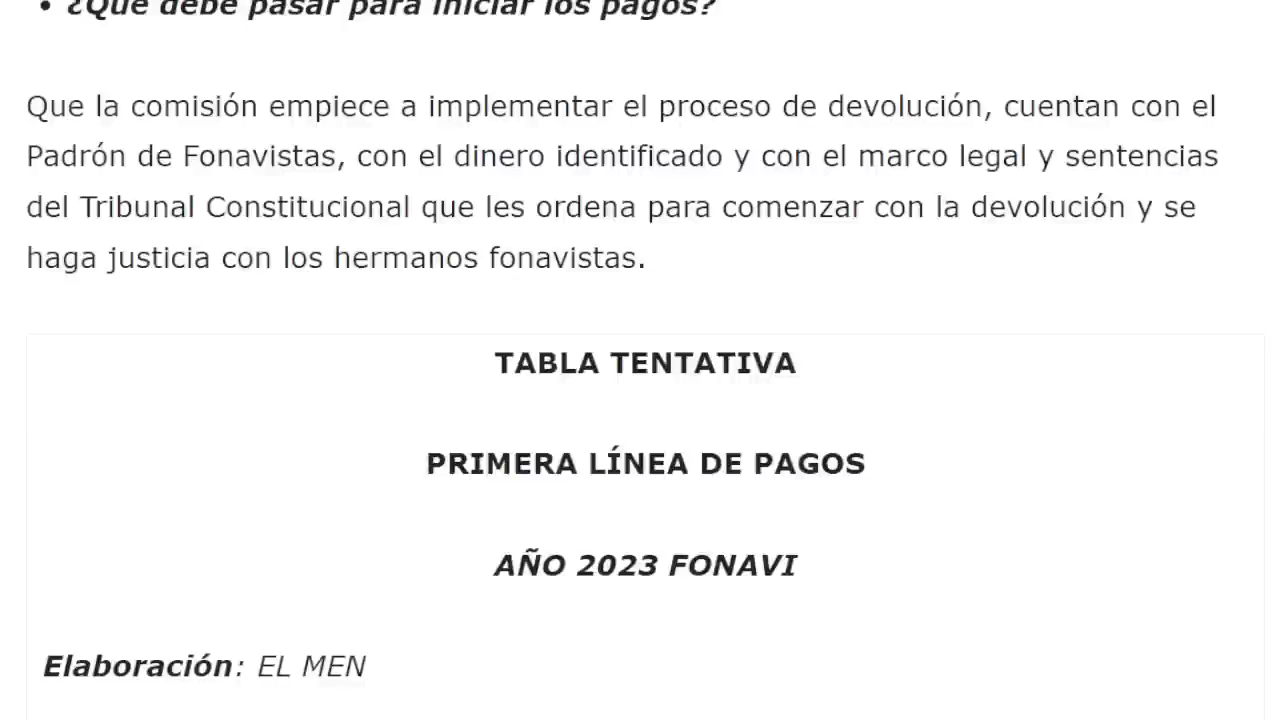 • ¿Qué debe pasar para iniciar los pagos?
Que la comisión empiece a implementar el proceso de devolución, cuentan con el
Padrón de Fonavistas, con el dinero identificado y con el marco legal y sentencias
del Tribunal Constitucional que les ordena para comenzar con la devolución y se
haga justicia con los hermanos fonavistas.
TABLA TENTATIVA
PRIMERA LÍNEA DE PAGOS
AÑO 2023 FONAVI
Elaboración: EL MEN